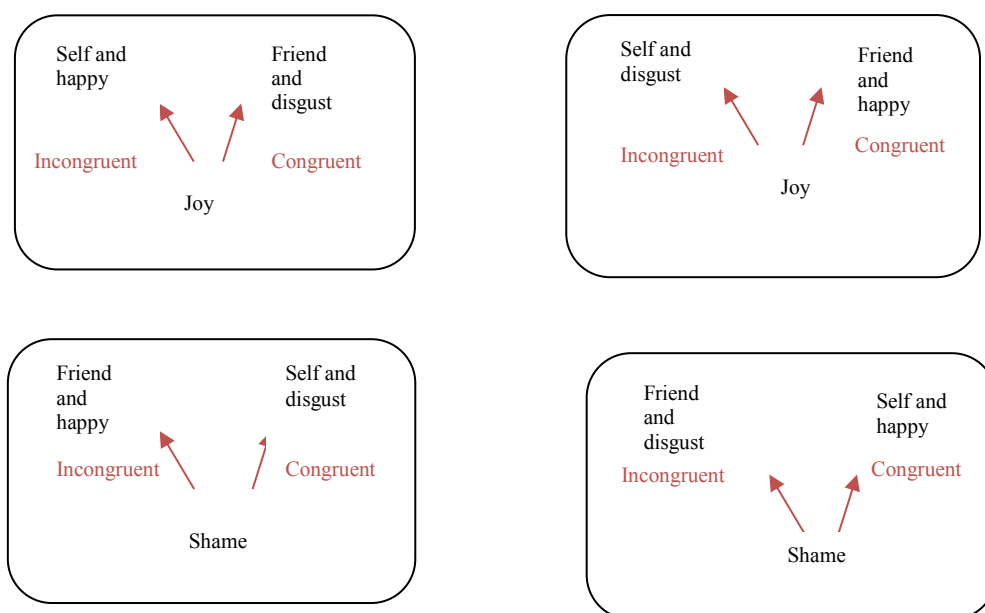 Self and
happy
Friend
and
disgust
Incongruent
Congruent
Joy
Self and
disgust
Friend
and
happy
Incongruent
Congruent
Joy
Friend
and
happy
Self and
disgust
Incongruent
Congruent
Shame
Friend
and
disgust
Self and
happy
Incongruent
Congruent
Shame